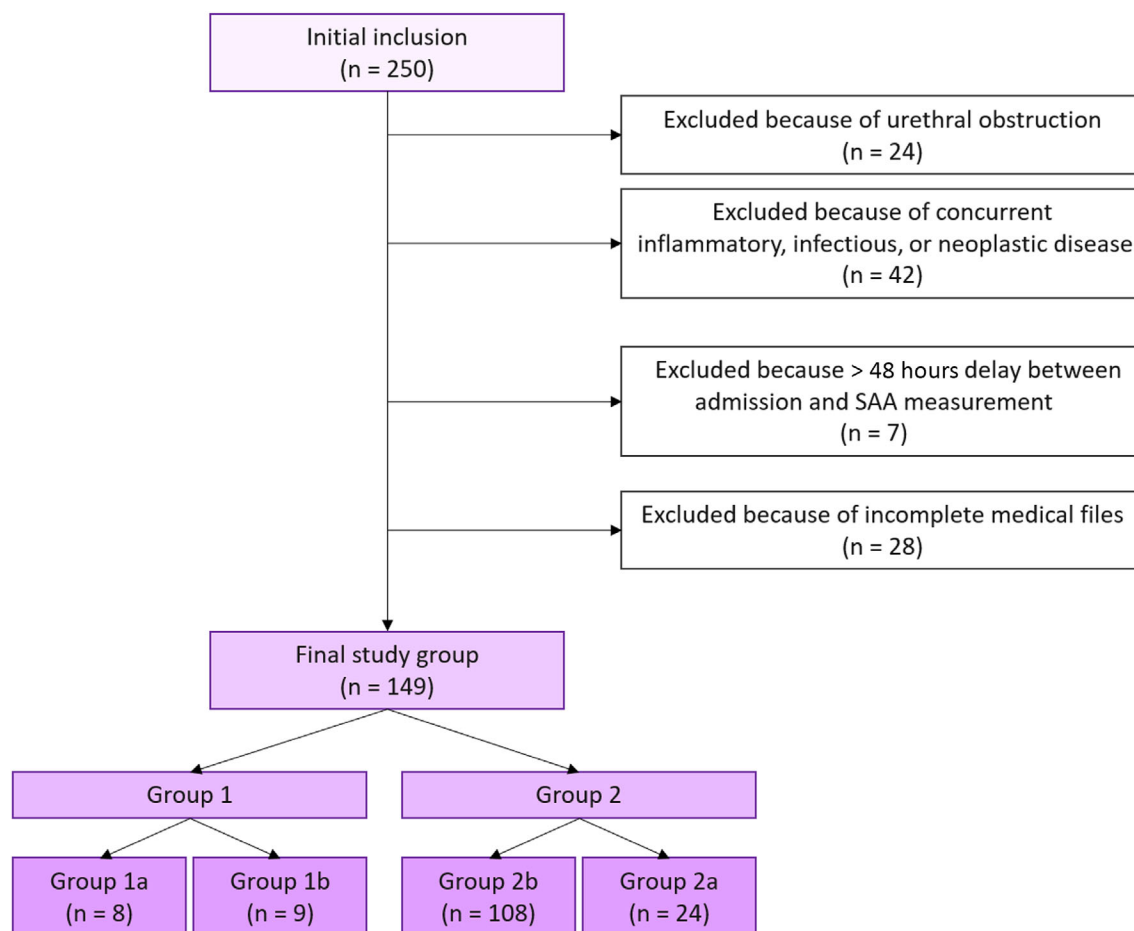 Initial inclusion
(n = 250)
Excluded because of urethral obstruction
(n = 24)
Excluded because of concurrent
inflammatory, infectious, or neoplastic disease
(n = 42)
Excluded because > 48 hours delay between
admission and SAA measurement
(n = 7)
Excluded because of incomplete medical files
(n = 28)
Final study group
(n = 149)
Group 1
Group 2
Group 1a
(n = 8)
Group 1b
(n = 9)
Group 2b
(n = 108)
Group 2a
(n = 24)